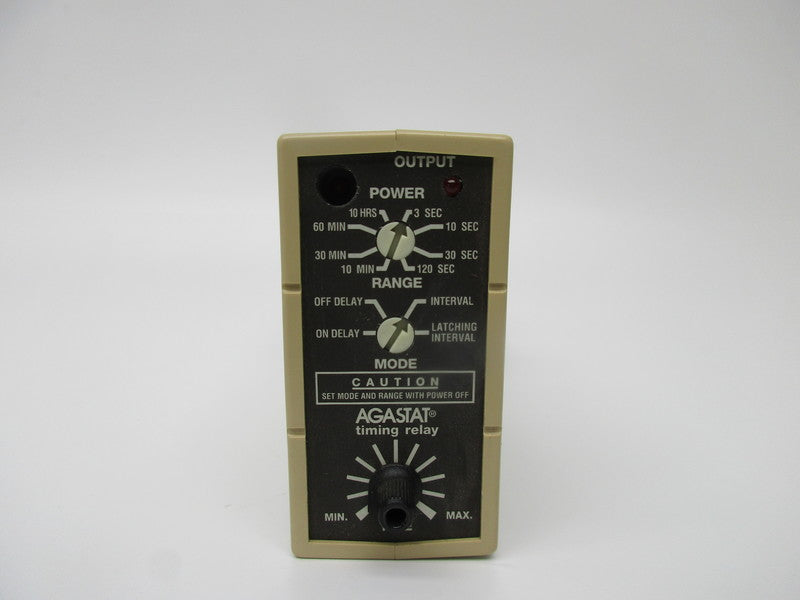 OUTPUT
POWER
10 HRS 3 SEC
60 MIN 10 SEC
30 MIN 30 SEC
10 MIN 120 SEC
RANGE
OFF DELAY INTERVAL
ON DELAY LATCHING
INTERVAL
MODE
CAUTION
SET MODE AND RANGE WITH POWER OFF
AGASTAT®
timing relay
MIN. MAX.